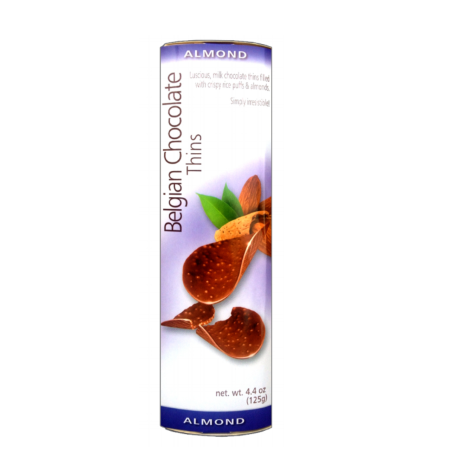 ALMOND
Luscious, milk chocolate thins filled
with crispy rice puffs & almonds.
Simply irresistible!
Belgian Chocolate
Thins
net. wt. 4.4 oz
(125g)
ALMOND